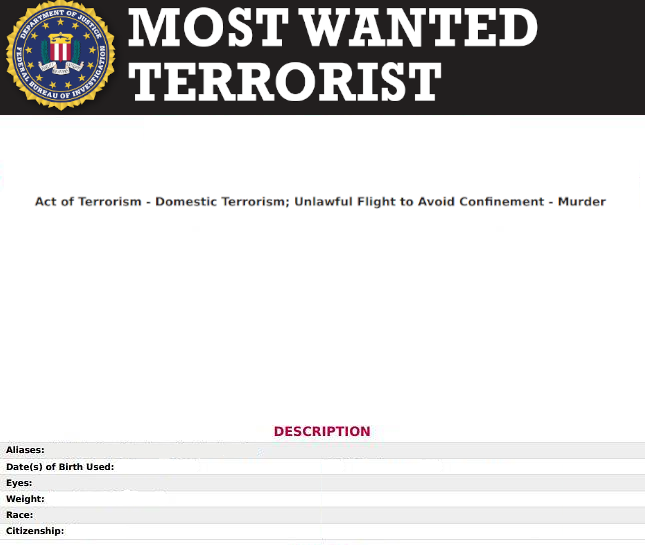 MOST WANTED
TERRORIST
DEPARTMENT OF JUSTICE
FEDERAL BUREAU OF INVESTIGATION
Act of Terrorism - Domestic Terrorism; Unlawful Flight to Avoid Confinement - Murder
DESCRIPTION
Aliases:
Date(s) of Birth Used:
Eyes:
Weight:
Race:
Citizenship: